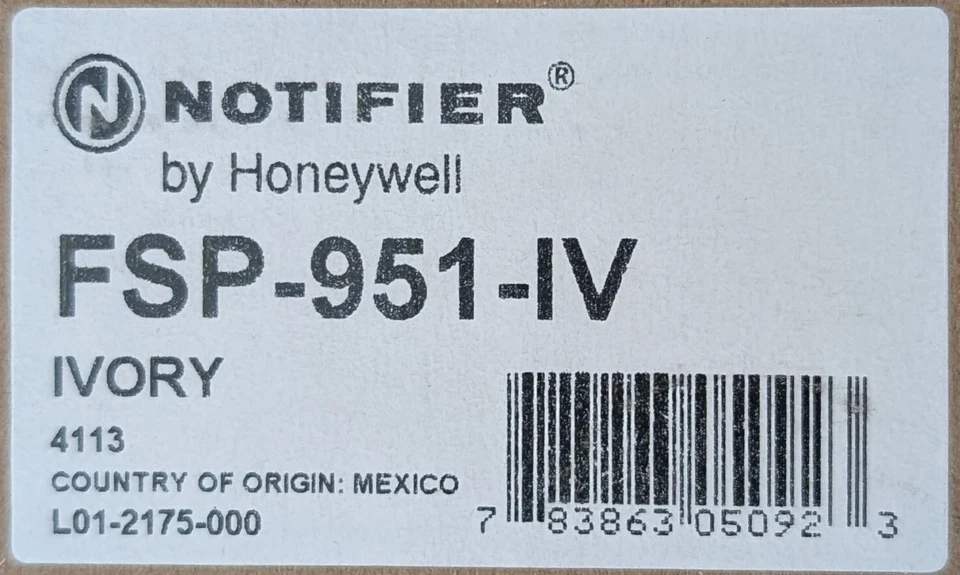 NOTIFIER®
by Honeywell
FSP-951-IV
IVORY
4113
COUNTRY OF ORIGIN: MEXICO
L01-2175-000
7 83863 05092 3